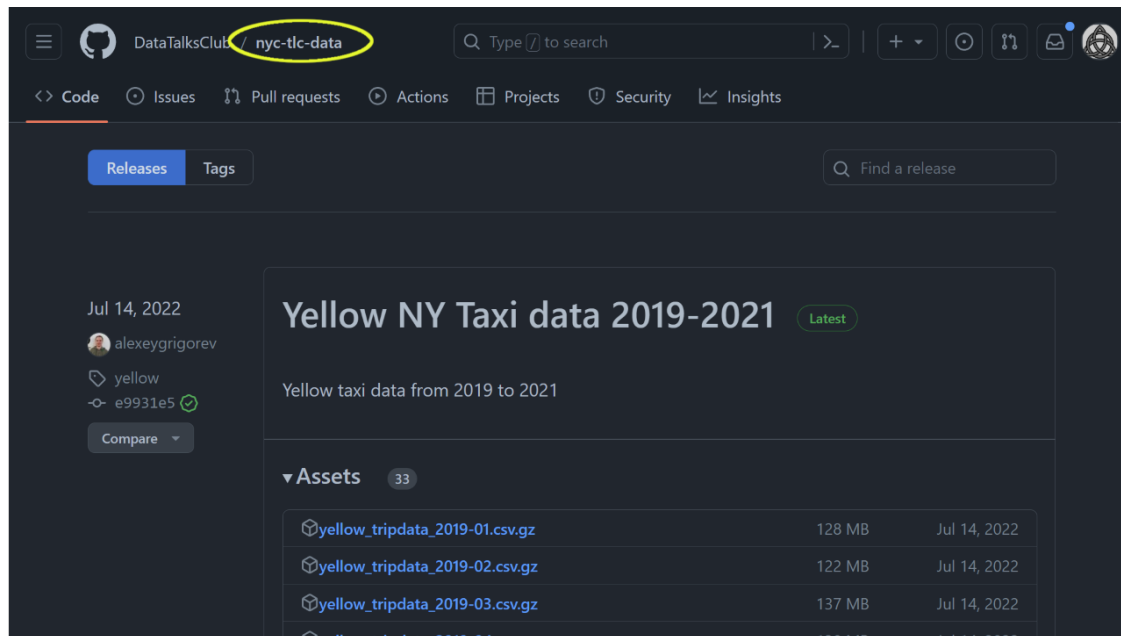 DataTalksClub / nyc-tlc-data
Type / to search
Code Issues Pull requests Actions Projects Security Insights
Releases Tags
Find a release
Jul 14, 2022
alexeygrigorev
yellow
e9931e5
Compare
Yellow NY Taxi data 2019-2021 Latest
Yellow taxi data from 2019 to 2021
Assets 33
yellow_tripdata_2019-01.csv.gz 128 MB Jul 14, 2022
yellow_tripdata_2019-02.csv.gz 122 MB Jul 14, 2022
yellow_tripdata_2019-03.csv.gz 137 MB Jul 14, 2022